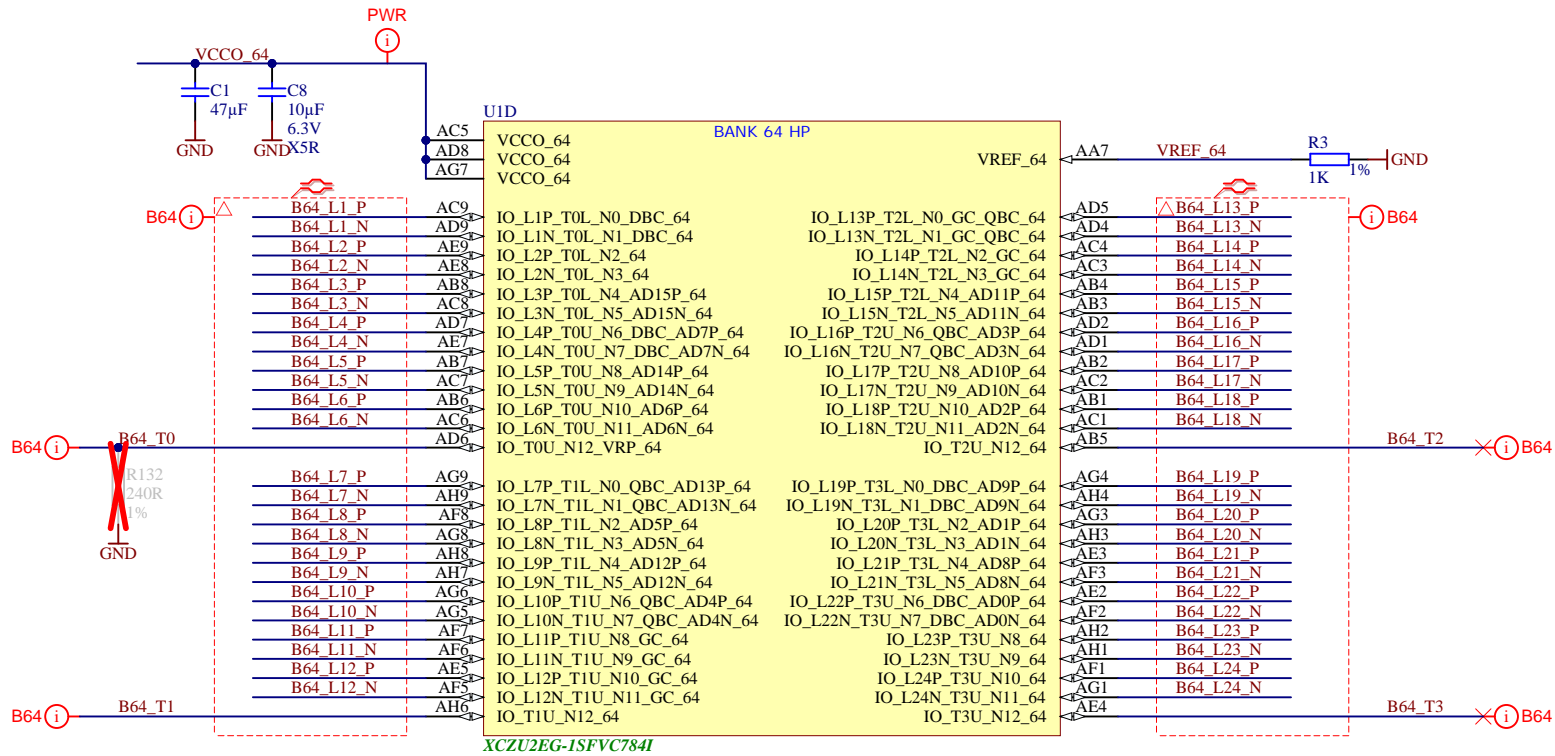 PWR
VCCO_64
C1
47µF
GND
C8
10µF
6.3V
X5R
GND
U1D
BANK 64 HP
AC5 VCCO_64
AD8 VCCO_64
AG7 VCCO_64
VREF_64 AA7 VREF_64
R3
1K
1%
GND
B64
B64_L1_P AC9 IO_L1P_T0L_N0_DBC_64
B64_L1_N AD9 IO_L1N_T0L_N1_DBC_64
B64_L2_P AE9 IO_L2P_T0L_N2_64
B64_L2_N AE8 IO_L2N_T0L_N3_64
B64_L3_P AB8 IO_L3P_T0L_N4_AD15P_64
B64_L3_N AC8 IO_L3N_T0L_N5_AD15N_64
B64_L4_P AD7 IO_L4P_T0U_N6_DBC_AD7P_64
B64_L4_N AE7 IO_L4N_T0U_N7_DBC_AD7N_64
B64_L5_P AB7 IO_L5P_T0U_N8_AD14P_64
B64_L5_N AC7 IO_L5N_T0U_N9_AD14N_64
B64_L6_P AB6 IO_L6P_T0U_N10_AD6P_64
B64_L6_N AC6 IO_L6N_T0U_N11_AD6N_64
B64 B64_T0 AD6 IO_T0U_N12_VRP_64
R132
240R
1%
GND
B64_L7_P AG9 IO_L7P_T1L_N0_QBC_AD13P_64
B64_L7_N AH9 IO_L7N_T1L_N1_QBC_AD13N_64
B64_L8_P AF8 IO_L8P_T1L_N2_AD5P_64
B64_L8_N AG8 IO_L8N_T1L_N3_AD5N_64
B64_L9_P AH8 IO_L9P_T1L_N4_AD12P_64
B64_L9_N AH7 IO_L9N_T1L_N5_AD12N_64
B64_L10_P AG6 IO_L10P_T1U_N6_QBC_AD4P_64
B64_L10_N AG5 IO_L10N_T1U_N7_QBC_AD4N_64
B64_L11_P AF7 IO_L11P_T1U_N8_GC_64
B64_L11_N AF6 IO_L11N_T1U_N9_GC_64
B64_L12_P AE5 IO_L12P_T1U_N10_GC_64
B64_L12_N AF5 IO_L12N_T1U_N11_GC_64
B64 B64_T1 AH6 IO_T1U_N12_64
IO_L13P_T2L_N0_GC_QBC_64 AD5 B64_L13_P
B64
IO_L13N_T2L_N1_GC_QBC_64 AD4 B64_L13_N
IO_L14P_T2L_N2_GC_64 AC4 B64_L14_P
IO_L14N_T2L_N3_GC_64 AC3 B64_L14_N
IO_L15P_T2L_N4_AD11P_64 AB4 B64_L15_P
IO_L15N_T2L_N5_AD11N_64 AB3 B64_L15_N
IO_L16P_T2U_N6_QBC_AD3P_64 AD2 B64_L16_P
IO_L16N_T2U_N7_QBC_AD3N_64 AD1 B64_L16_N
IO_L17P_T2U_N8_AD10P_64 AB2 B64_L17_P
IO_L17N_T2U_N9_AD10N_64 AC2 B64_L17_N
IO_L18P_T2U_N10_AD2P_64 AB1 B64_L18_P
IO_L18N_T2U_N11_AD2N_64 AC1 B64_L18_N
IO_T2U_N12_64 AB5 B64_T2 B64
IO_L19P_T3L_N0_DBC_AD9P_64 AG4 B64_L19_P
IO_L19N_T3L_N1_DBC_AD9N_64 AH4 B64_L19_N
IO_L20P_T3L_N2_AD1P_64 AG3 B64_L20_P
IO_L20N_T3L_N3_AD1N_64 AH3 B64_L20_N
IO_L21P_T3L_N4_AD8P_64 AE3 B64_L21_P
IO_L21N_T3L_N5_AD8N_64 AF3 B64_L21_N
IO_L22P_T3U_N6_DBC_AD0P_64 AE2 B64_L22_P
IO_L22N_T3U_N7_DBC_AD0N_64 AF2 B64_L22_N
IO_L23P_T3U_N8_64 AH2 B64_L23_P
IO_L23N_T3U_N9_64 AH1 B64_L23_N
IO_L24P_T3U_N10_64 AF1 B64_L24_P
IO_L24N_T3U_N11_64 AG1 B64_L24_N
IO_T3U_N12_64 AE4 B64_T3 B64
XCZU2EG-1SFVC784I